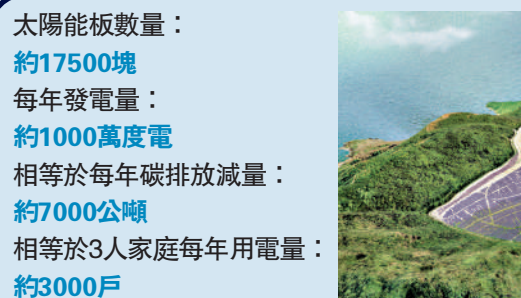 太陽能板數量：
約17500塊
每年發電量：
約1000萬度電
相等於每年碳排放減量：
約7000公噸
相等於3人家庭每年用電量：
約3000戶